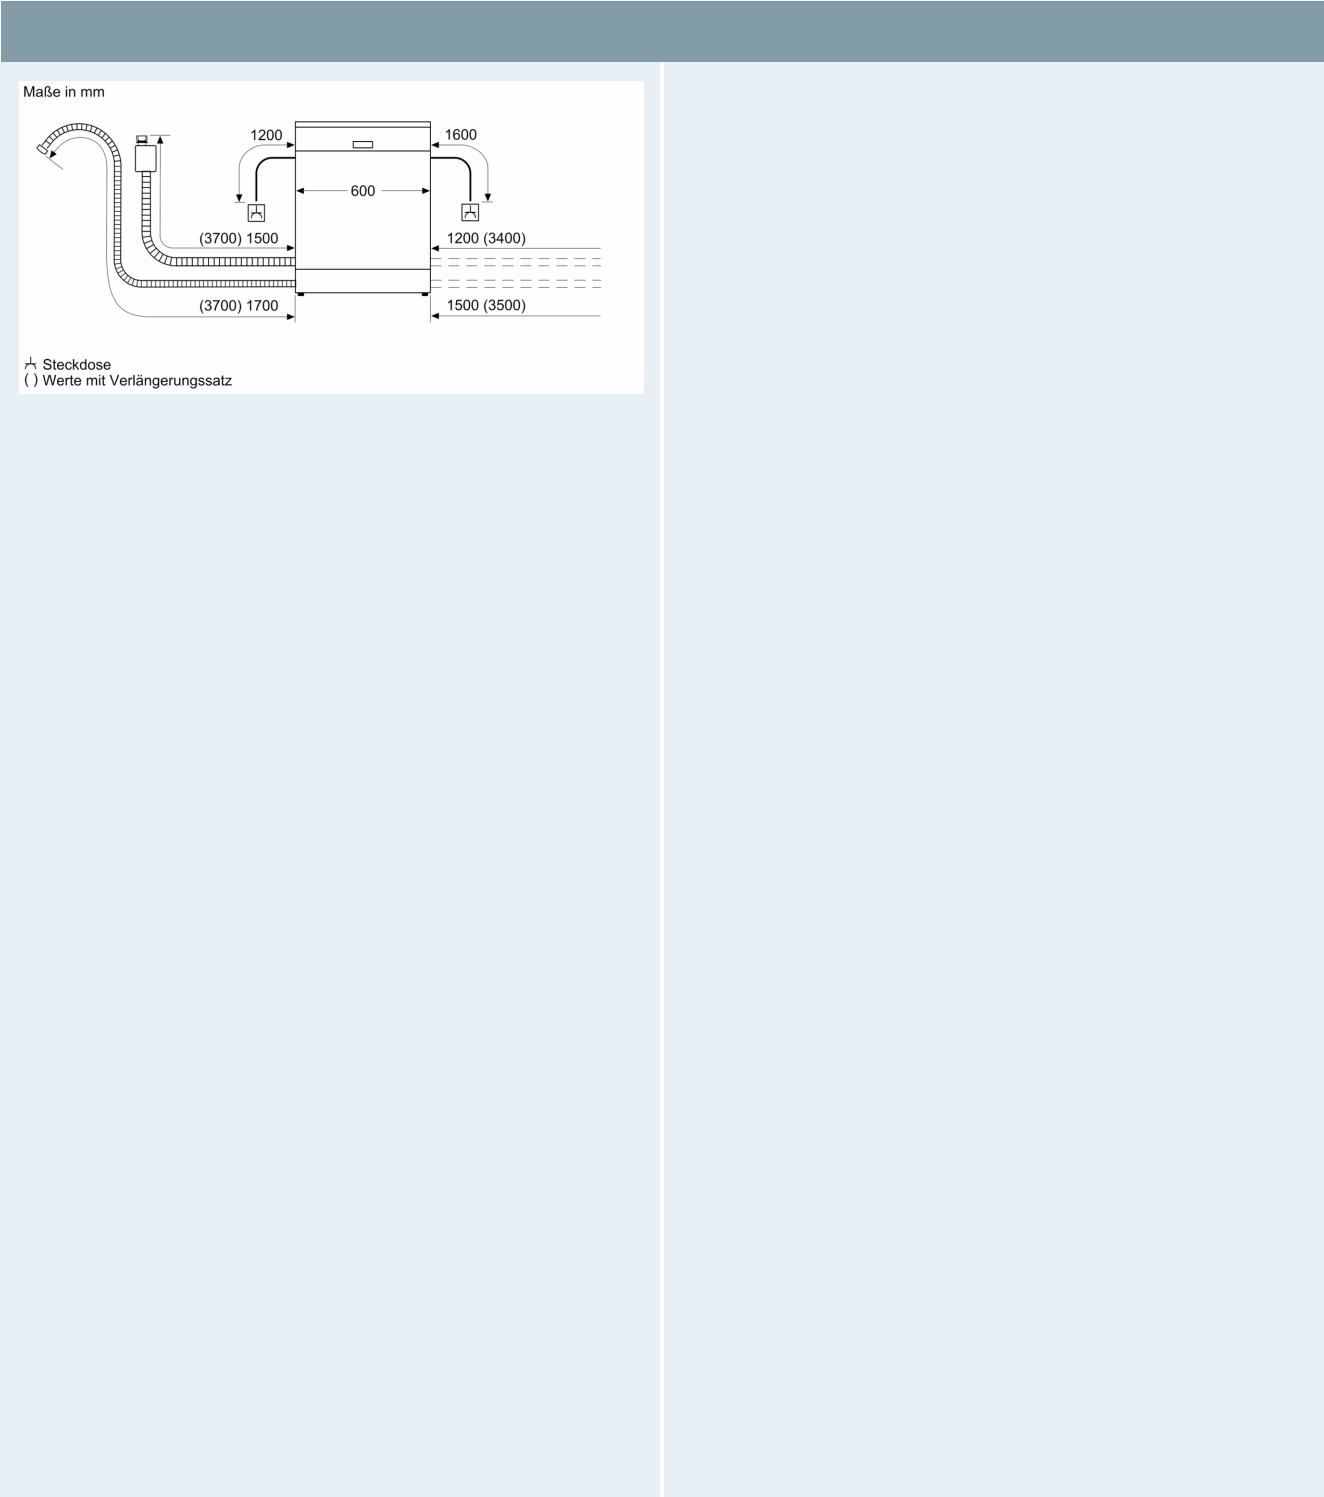 Maße in mm
1200
1600
600
(3700) 1500
1200 (3400)
(3700) 1700
1500 (3500)
Steckdose
( ) Werte mit Verlängerungssatz